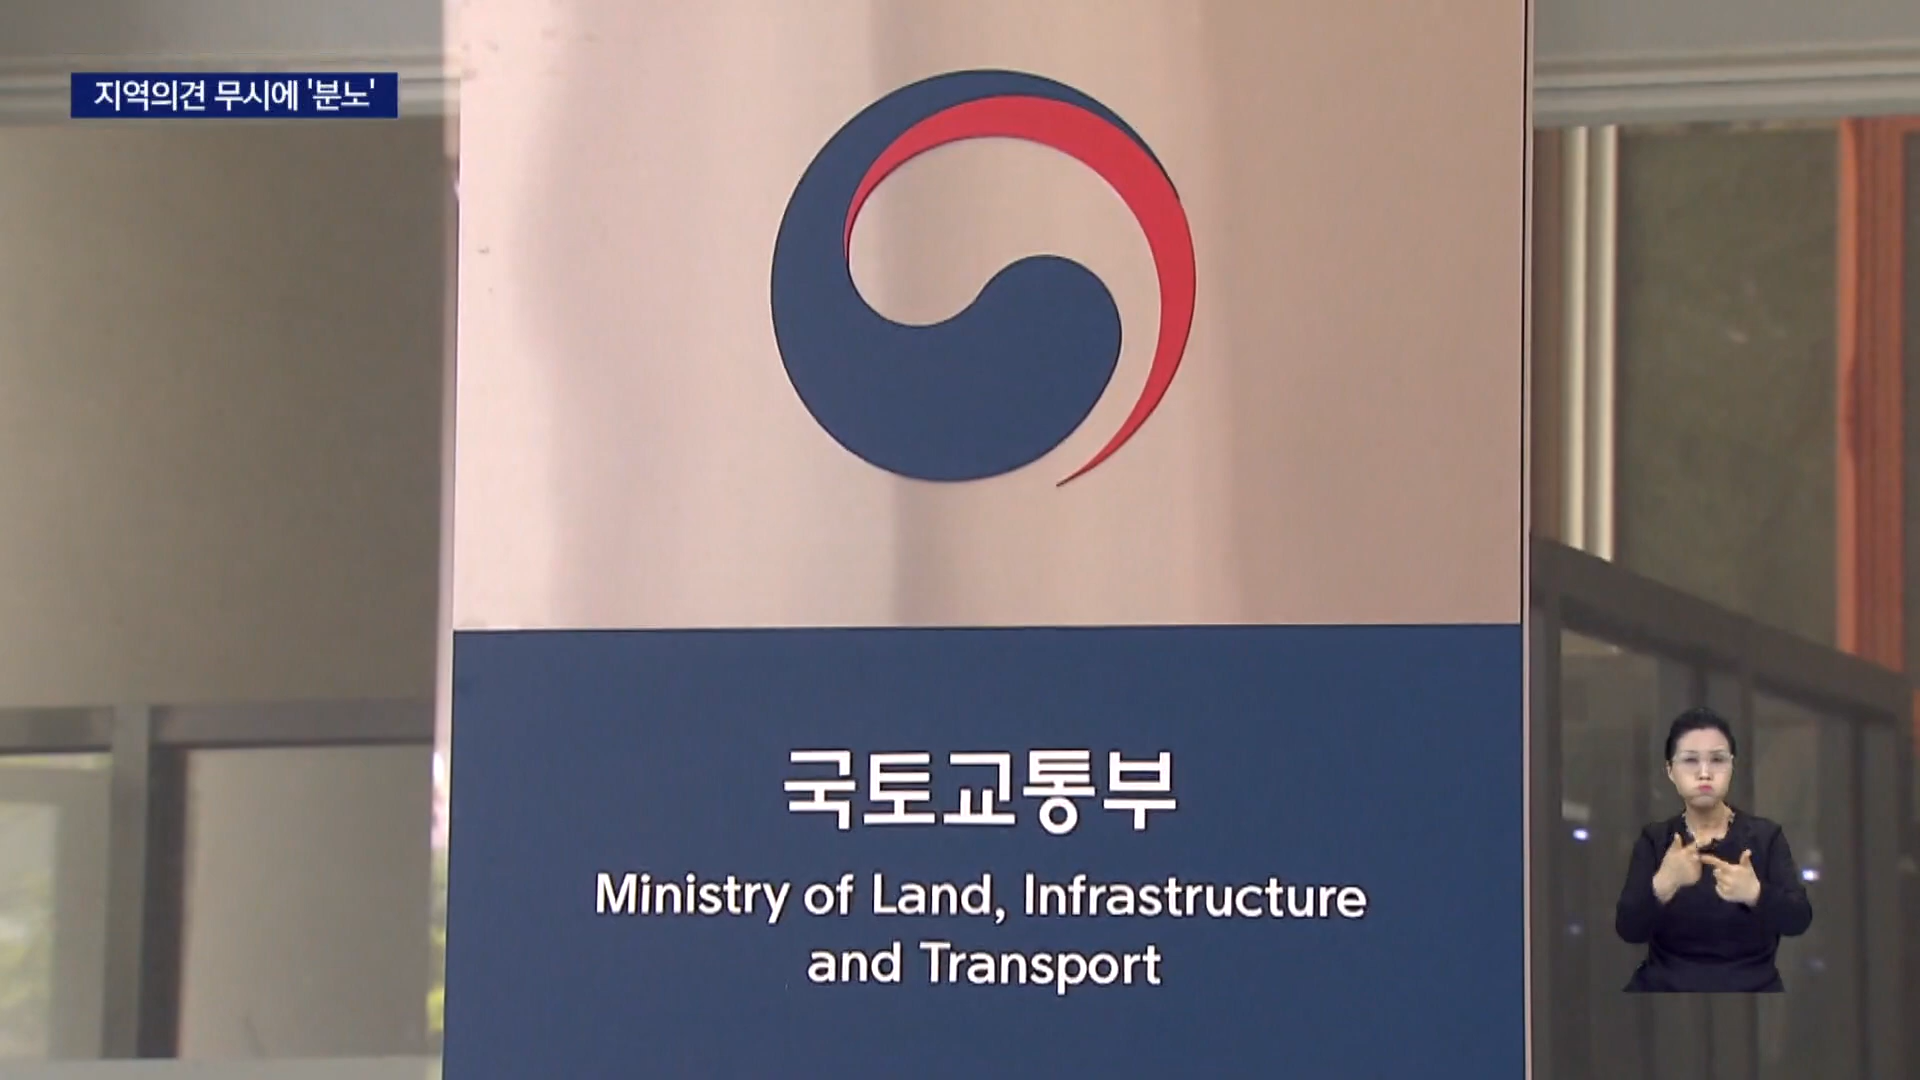 지역의견 무시에 '분노'
국토교통부
Ministry of Land, Infrastructure
and Transport